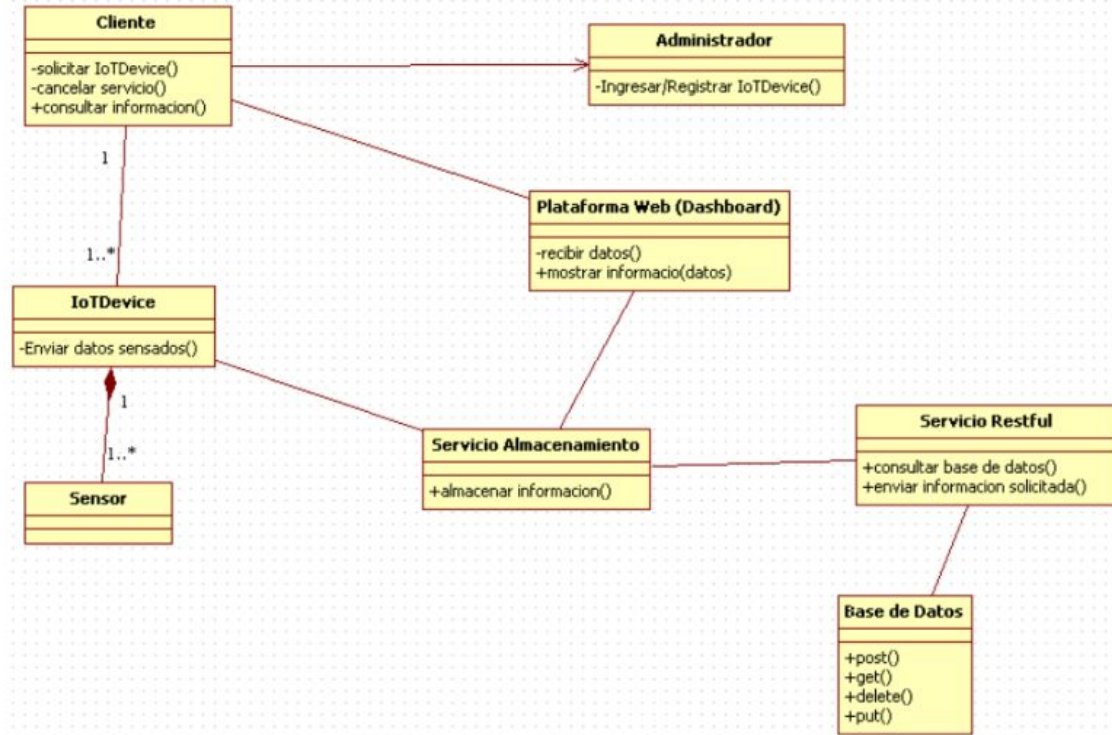 Cliente
-solicitar IoTDevice()
-cancelar servicio()
+consultar informacion()
Administrador
-Ingresar/Registrar IoTDevice()
1
1..*
Plataforma Web (Dashboard)
-recibir datos()
+mostrar informacio(datos)
IoTDevice
-Enviar datos sensados()
1
1..*
Sensor
Servicio Almacenamiento
+almacenar informacion()
Servicio Restful
+consultar base de datos()
+enviar informacion solicitada()
Base de Datos
+post()
+get()
+delete()
+put()